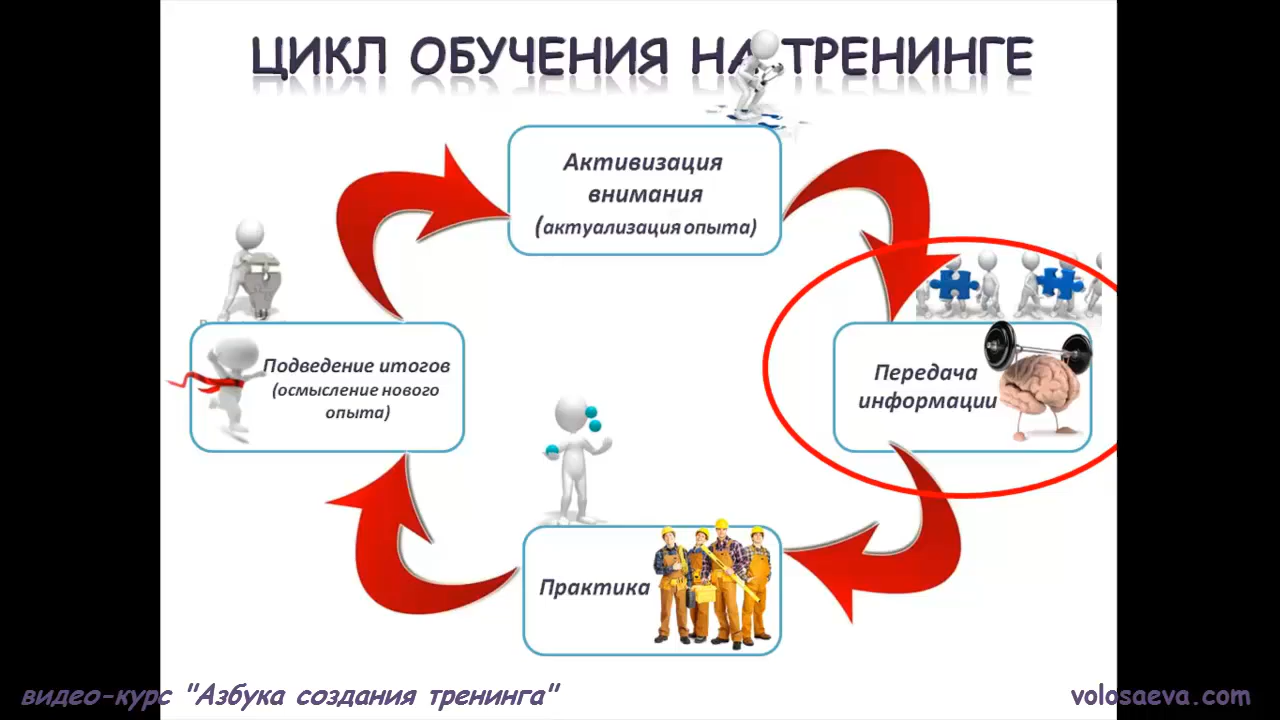 ЦИКЛ ОБУЧЕНИЯ НА ТРЕНИНГЕ
Активизация
внимания
(актуализация опыта)
Передача
информации
Подведение итогов
(осмысление нового
опыта)
Практика
видео-курс "Азбука создания тренинга"
volosaeva.com